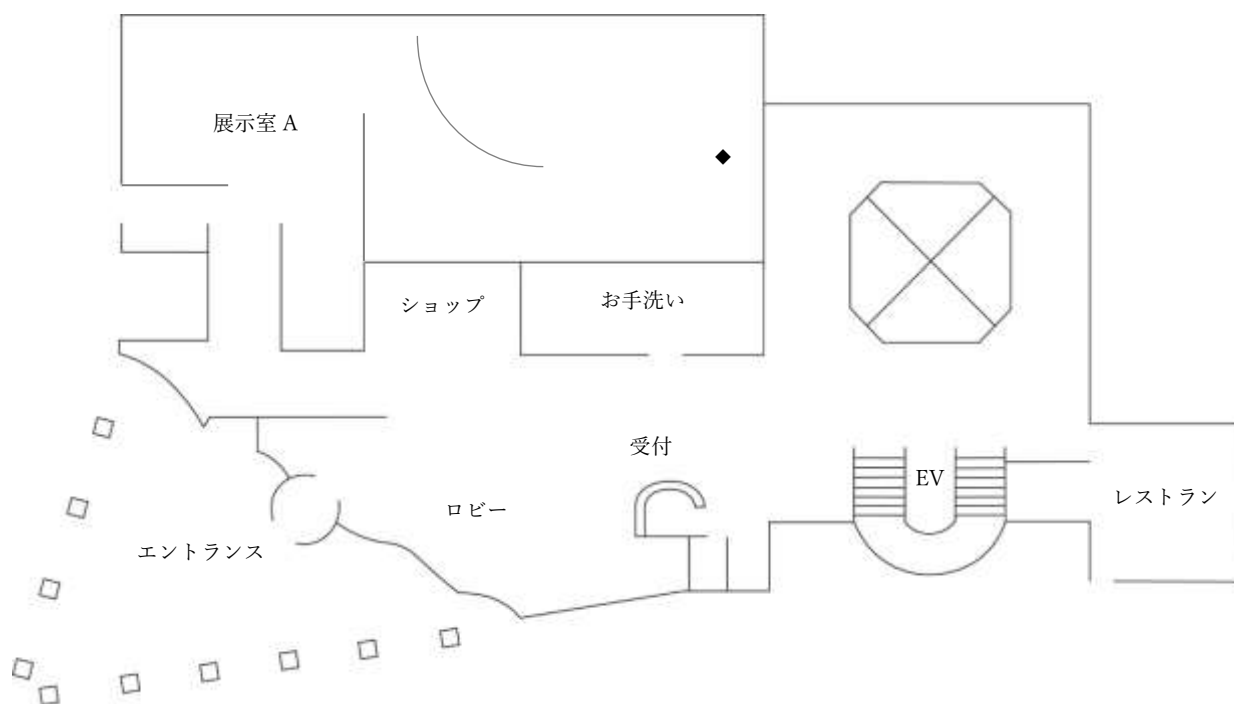 展示室 A
ショップ
お手洗い
受付
EV
レストラン
ロビー
エントランス